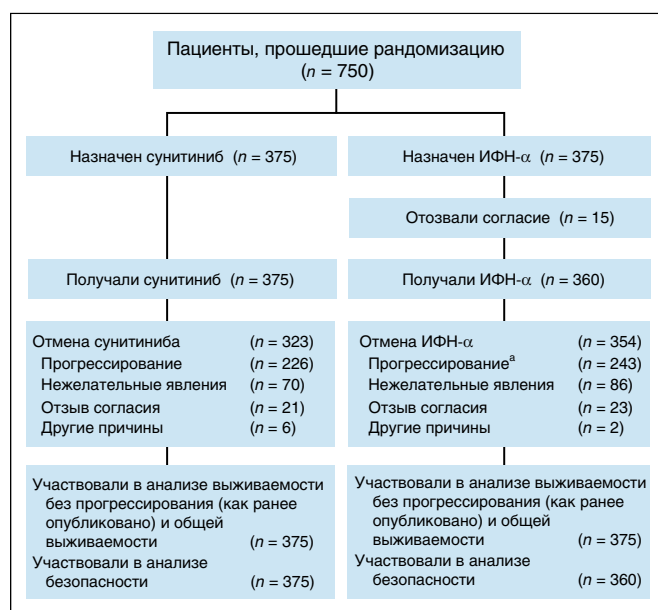 Пациенты, прошедшие рандомизацию
(n = 750)
Назначен сунитиниб (n = 375)
Назначен ИФН-α (n = 375)
Отозвали согласие (n = 15)
Получали сунитиниб (n = 375)
Получали ИФН-α (n = 360)
Отмена сунитиниба (n = 323)
Прогрессирование (n = 226)
Нежелательные явления (n = 70)
Отзыв согласия (n = 21)
Другие причины (n = 6)
Отмена ИФН-α (n = 354)
Прогрессированиеᵃ (n = 243)
Нежелательные явления (n = 86)
Отзыв согласия (n = 23)
Другие причины (n = 2)
Участвовали в анализе выживаемости
без прогрессирования (как ранее
опубликовано) и общей
выживаемости (n = 375)
Участвовали в анализе
безопасности (n = 375)
Участвовали в анализе выживаемости
без прогрессирования (как ранее
опубликовано) и общей
выживаемости (n = 375)
Участвовали в анализе
безопасности (n = 360)